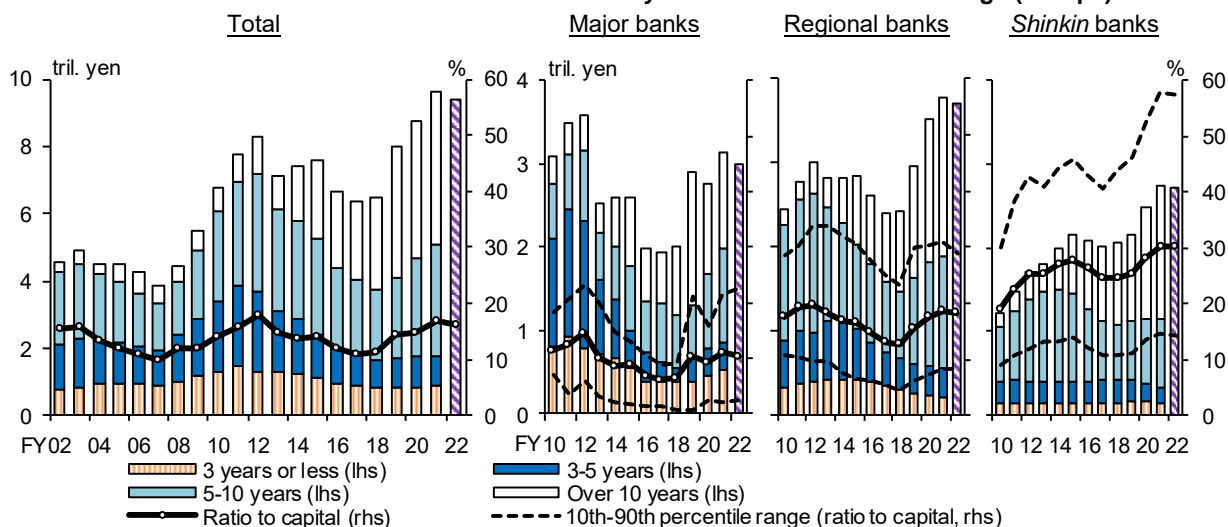 Total Major banks Regional banks Shinkin banks
tril. yen % tril. yen %
10 60 4 60
50 50
8
40 3 40
6
30 2 30
4
20 20
1
2
10 10
0 0 0 0
FY 02 04 06 08 10 12 14 16 18 20 22 FY 10 12 14 16 18 20 22 10 12 14 16 18 20 22 10 12 14 16 18 20 22
3 years or less (lhs) 3-5 years (lhs)
5-10 years (lhs) Over 10 years (lhs)
Ratio to capital (rhs) 10th-90th percentile range (ratio to capital, rhs)